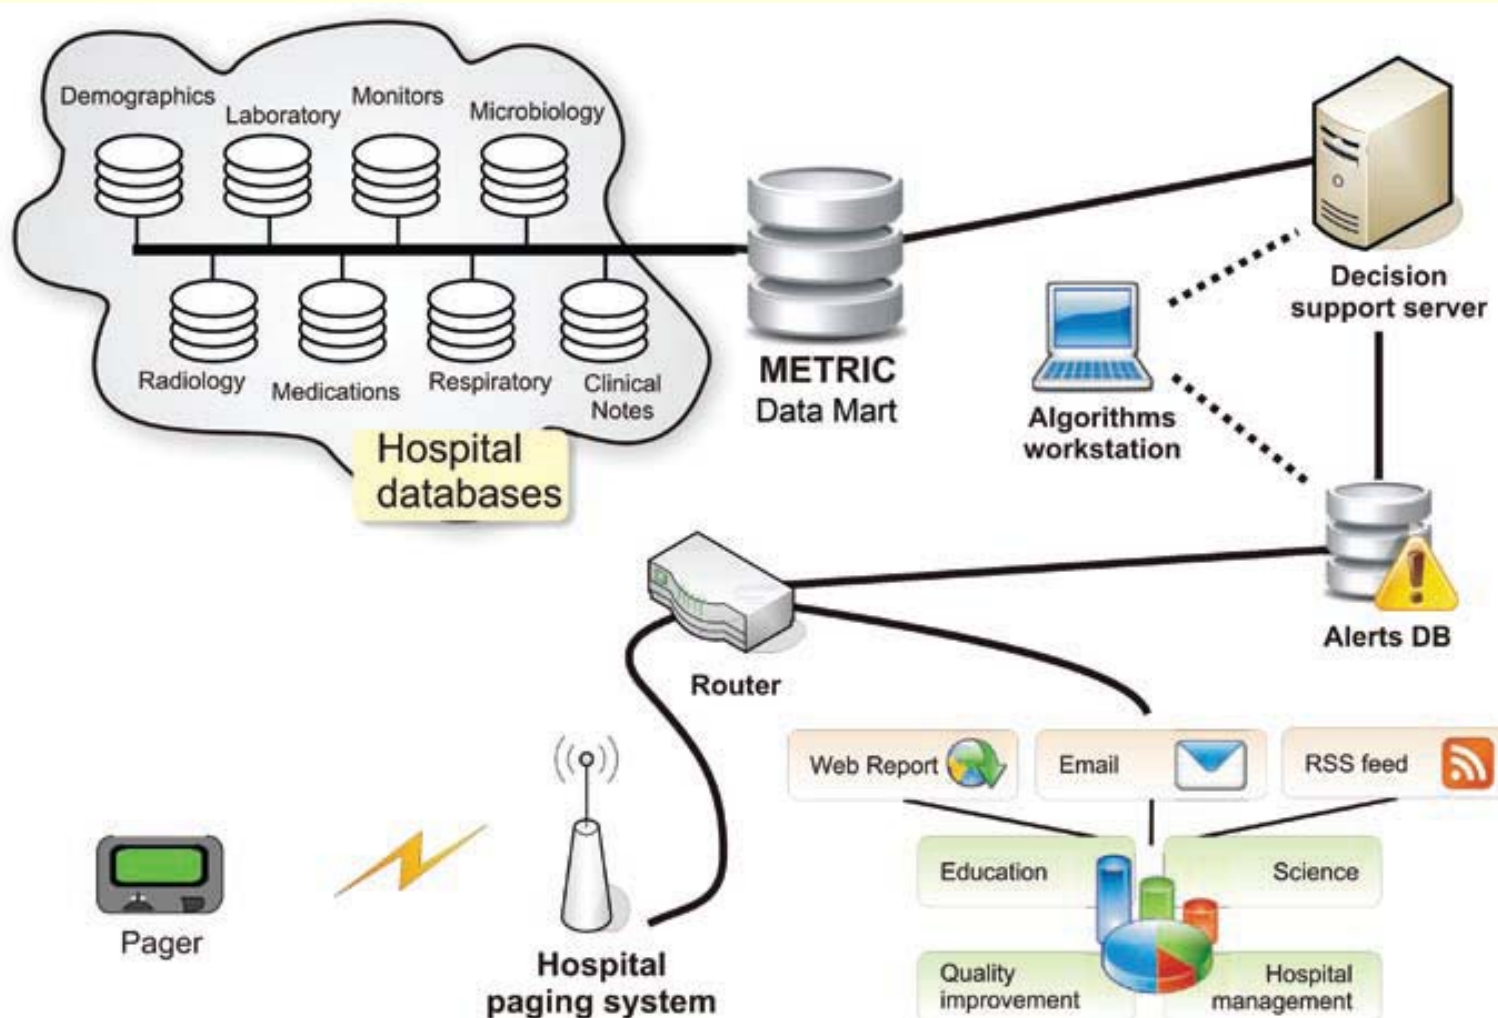 Demographics
Laboratory
Monitors
Microbiology
Radiology
Medications
Respiratory
Clinical
Notes
Hospital
databases
METRIC
Data Mart
Decision
support server
Algorithms
workstation
Alerts DB
Router
Web Report
Email
RSS feed
Education
Science
Quality
improvement
Hospital
management
Pager
Hospital
paging system